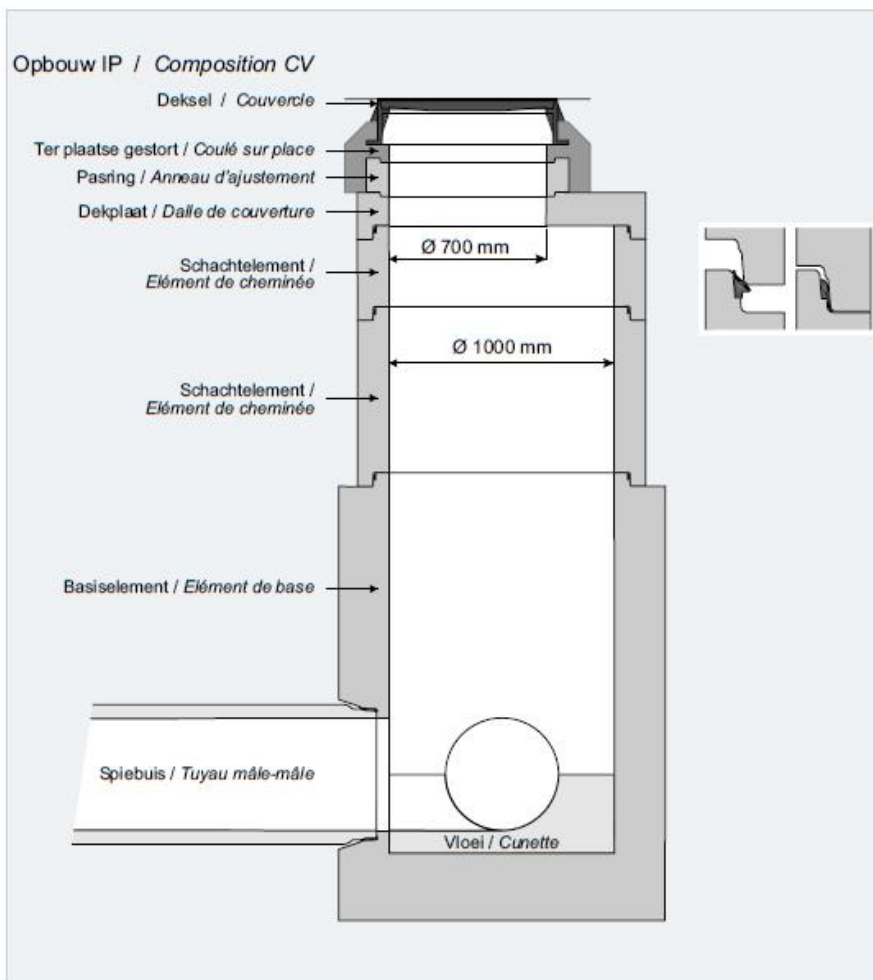 Opbouw IP / Composition CV
Deksel / Couvercle
Ter plaatse gestort / Coulé sur place
Pasring / Anneau d'ajustement
Dekplaat / Dalle de couverture
Ø 700 mm
Schachtelement /
Elément de cheminée
Ø 1000 mm
Schachtelement /
Elément de cheminée
Basiselement / Elément de base
Spiebuis / Tuyau mâle-mâle
Vloei / Cunette